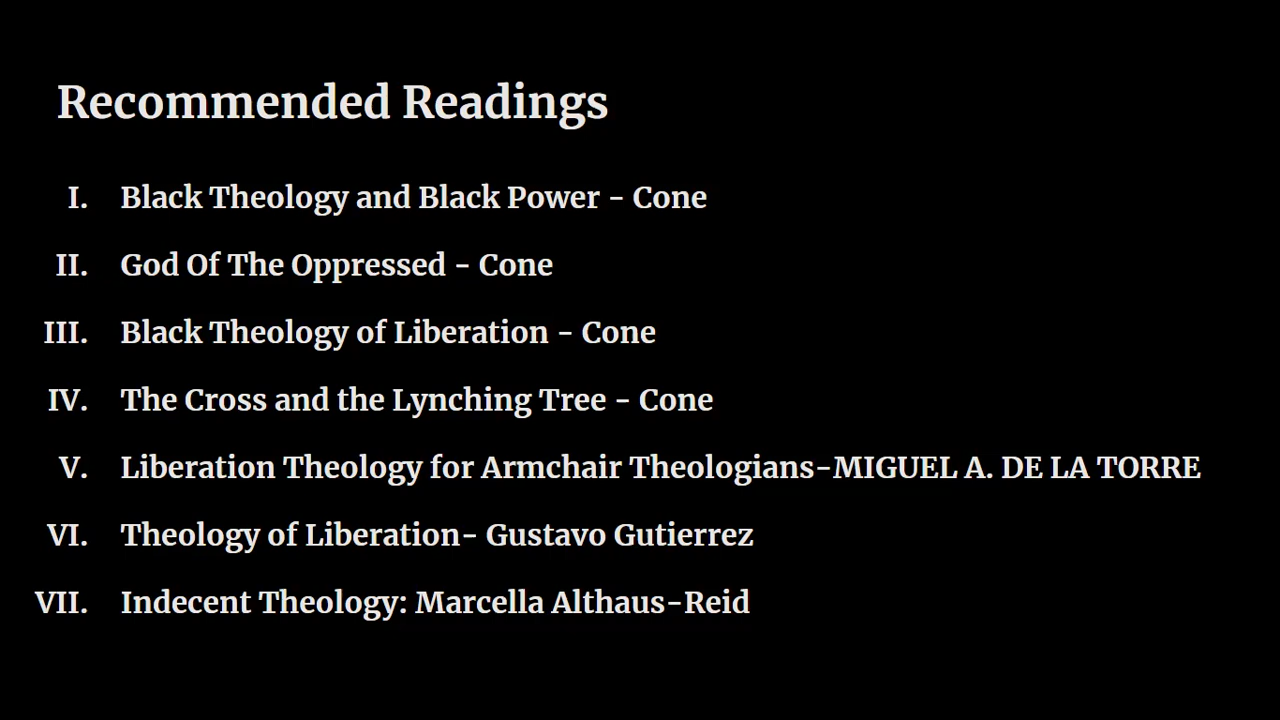 Recommended Readings
I. Black Theology and Black Power - Cone
II. God Of The Oppressed - Cone
III. Black Theology of Liberation - Cone
IV. The Cross and the Lynching Tree - Cone
V. Liberation Theology for Armchair Theologians-MIGUEL A. DE LA TORRE
VI. Theology of Liberation- Gustavo Gutierrez
VII. Indecent Theology: Marcella Althaus-Reid